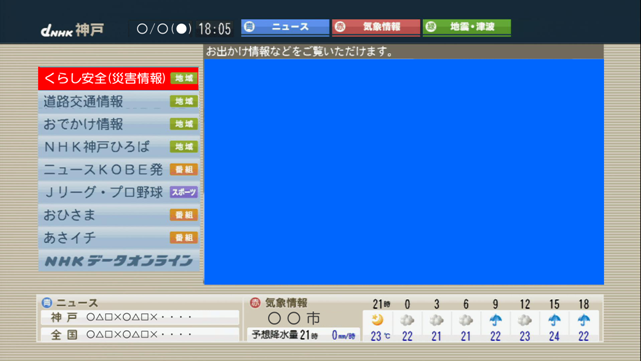 dNHK 神戸 〇/〇(●) 18:05 青 ニュース 赤 気象情報 緑 地震・津波
お出かけ情報などをご覧いただけます。
くらし安全(災害情報) 地域
道路交通情報 地域
おでかけ情報 地域
NHK神戸ひろば 地域
ニュースKOBE発 番組
Jリーグ・プロ野球 スポーツ
おひさま 番組
あさイチ 番組
NHKデータオンライン
青 ニュース
神戸 〇△□×〇△□×・・・・
全国 〇△□×〇△□×・・・・
赤 気象情報 21時 0 3 6 9 12 15 18
〇〇市
予想降水量21時 0mm/時 23℃ 22 21 21 22 23 24 22